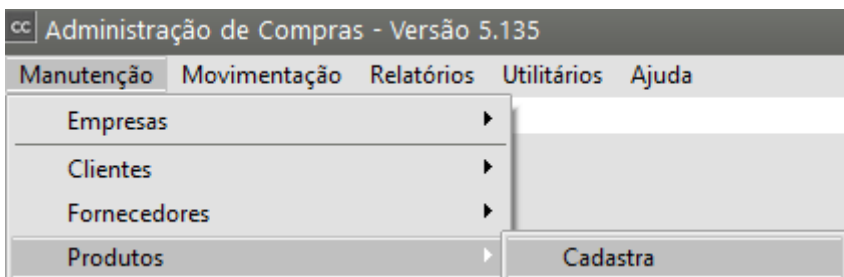 cc Administração de Compras - Versão 5.135
Manutenção Movimentação Relatórios Utilitários Ajuda
Empresas
Clientes
Fornecedores
Produtos Cadastra